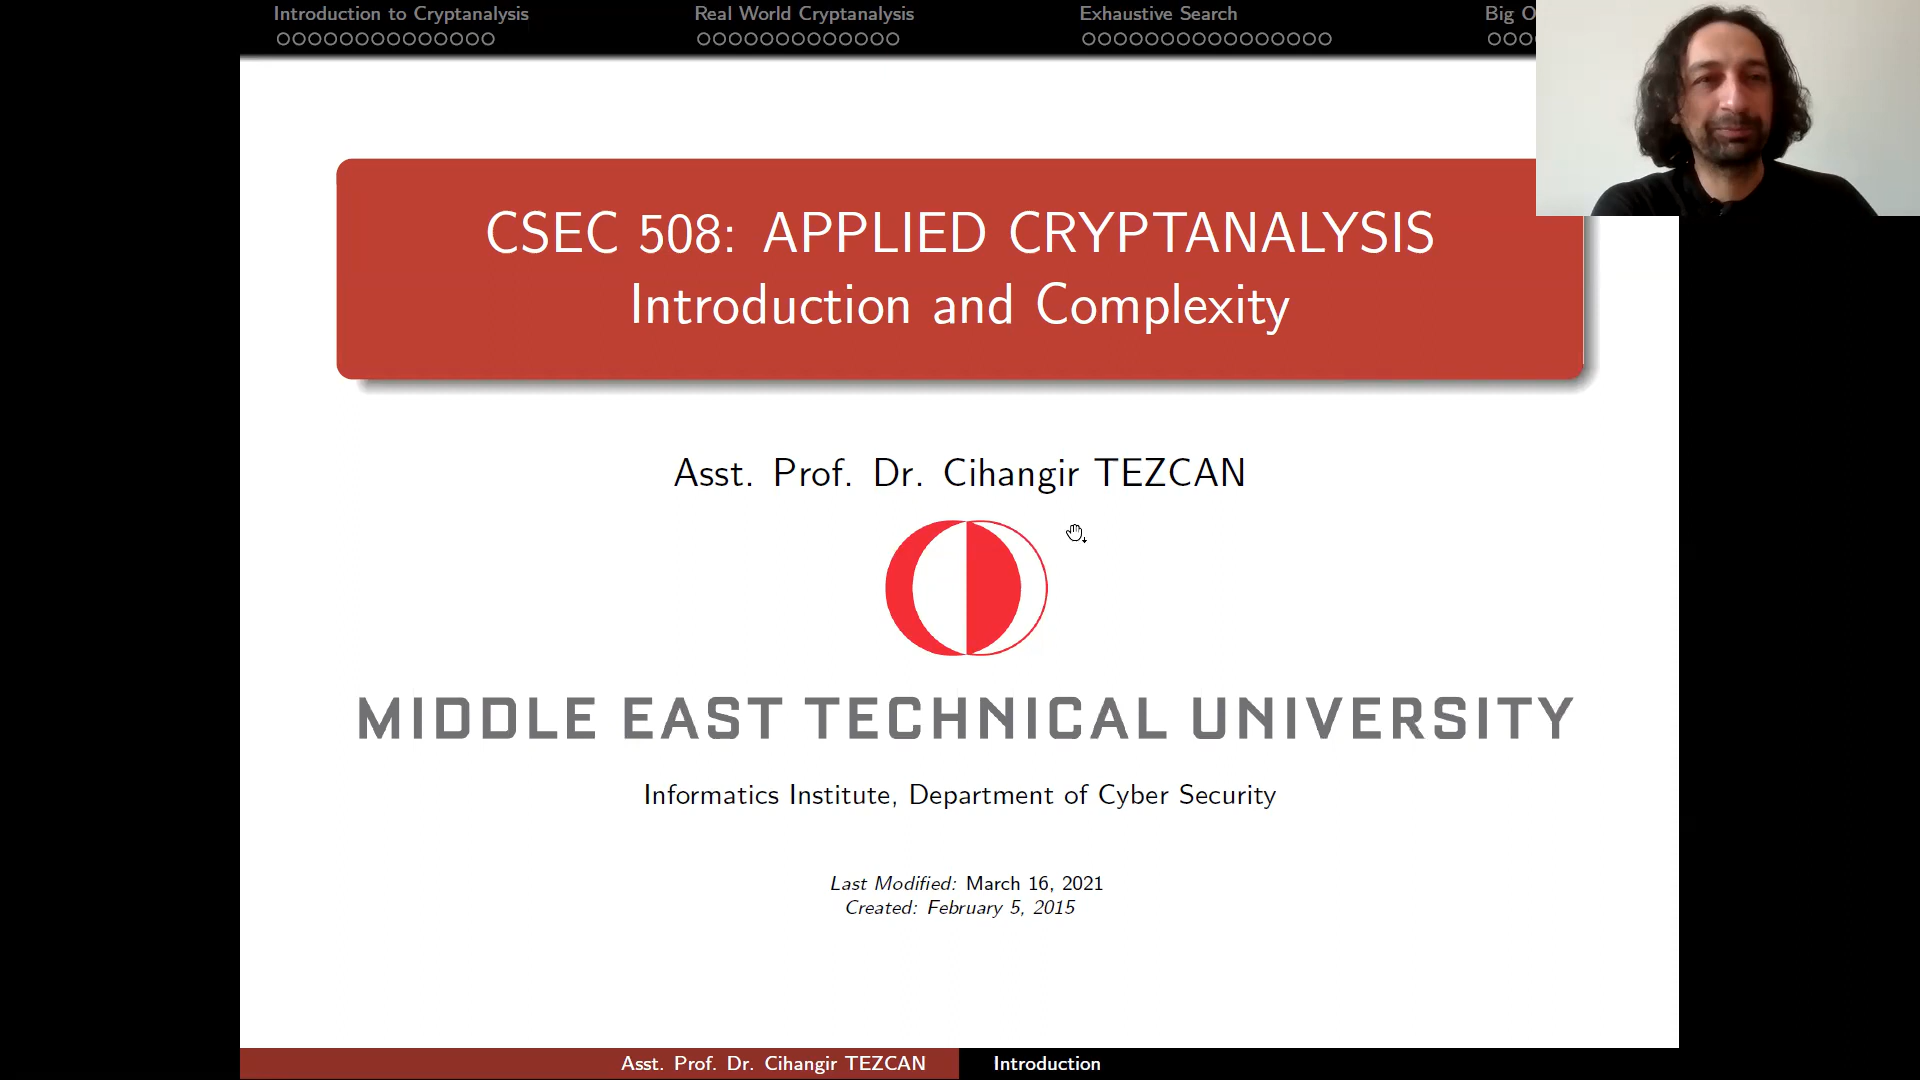 Introduction to Cryptanalysis
Real World Cryptanalysis
Exhaustive Search
Big O
CSEC 508: APPLIED CRYPTANALYSIS
Introduction and Complexity
Asst. Prof. Dr. Cihangir TEZCAN
MIDDLE EAST TECHNICAL UNIVERSITY
Informatics Institute, Department of Cyber Security
Last Modified: March 16, 2021
Created: February 5, 2015
Asst. Prof. Dr. Cihangir TEZCAN
Introduction